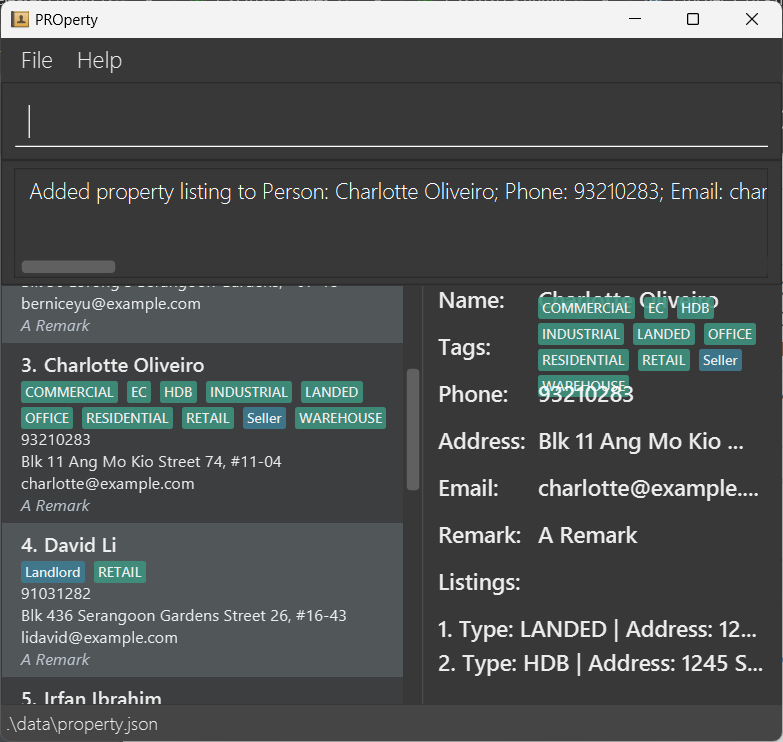 PROperty
File Help
Added property listing to Person: Charlotte Oliveiro; Phone: 93210283; Email: char
berniceyu@example.com
A Remark
3. Charlotte Oliveiro
COMMERCIAL EC HDB INDUSTRIAL LANDED
OFFICE RESIDENTIAL RETAIL Seller WAREHOUSE
93210283
Blk 11 Ang Mo Kio Street 74, #11-04
charlotte@example.com
A Remark
4. David Li
Landlord RETAIL
91031282
Blk 436 Serangoon Gardens Street 26, #16-43
lidavid@example.com
A Remark
5. Irfan Ibrahim
Name: Charlotte Oliveiro
COMMERCIAL EC HDB
Tags: INDUSTRIAL LANDED OFFICE
RESIDENTIAL RETAIL Seller
WAREHOUSE
Phone: 93210283
Address: Blk 11 Ang Mo Kio ...
Email: charlotte@example....
Remark: A Remark
Listings:
1. Type: LANDED | Address: 12...
2. Type: HDB | Address: 1245 S...
.\data\property.json